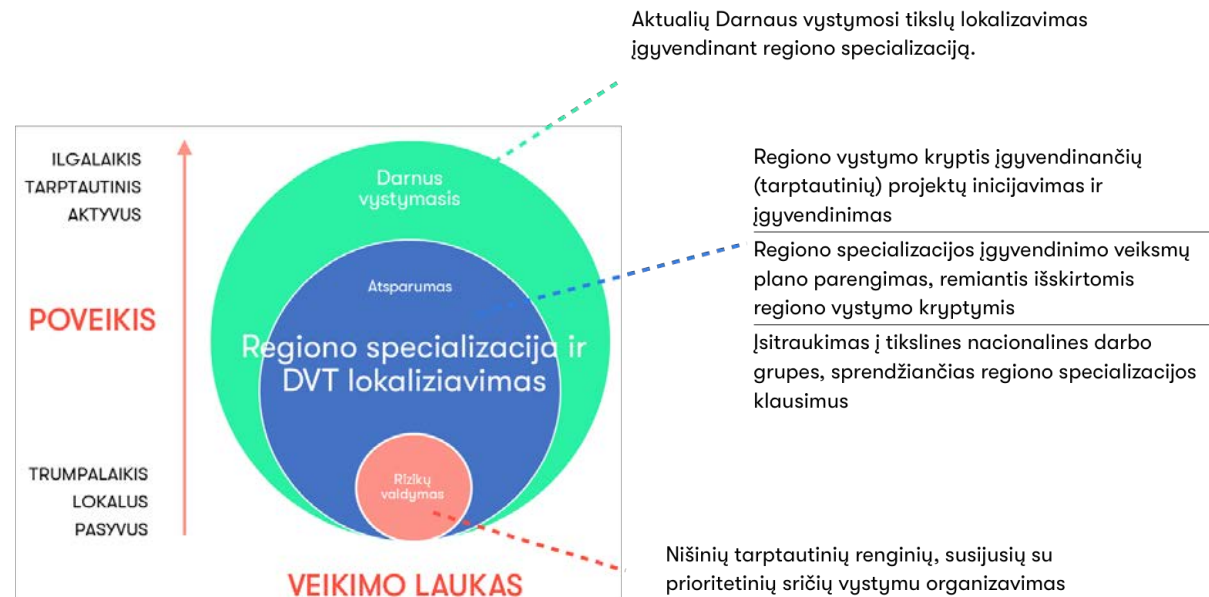 Aktualių Darnaus vystymosi tikslų lokalizavimas
įgyvendinant regiono specializaciją.
ILGALAIKIS
TARPTAUTINIS
AKTYVUS
POVEIKIS
TRUMPALAIKIS
LOKALUS
PASYVUS
Darnus
vystymasis
Atsparumas
Regiono specializacija ir
DVT lokaliziavimas
Rizikų
valdymas
VEIKIMO LAUKAS
Regiono vystymo kryptis įgyvendinančių
(tarptautinių) projektų inicijavimas ir
įgyvendinimas
Regiono specializacijos įgyvendinimo veiksmų
plano parengimas, remiantis išskirtomis
regiono vystymo kryptymis
Įsitraukimas į tikslines nacionalines darbo
grupes, sprendžiančias regiono specializacijos
klausimus
Nišinių tarptautinių renginių, susijusių su
prioritetinių sričių vystymu organizavimas